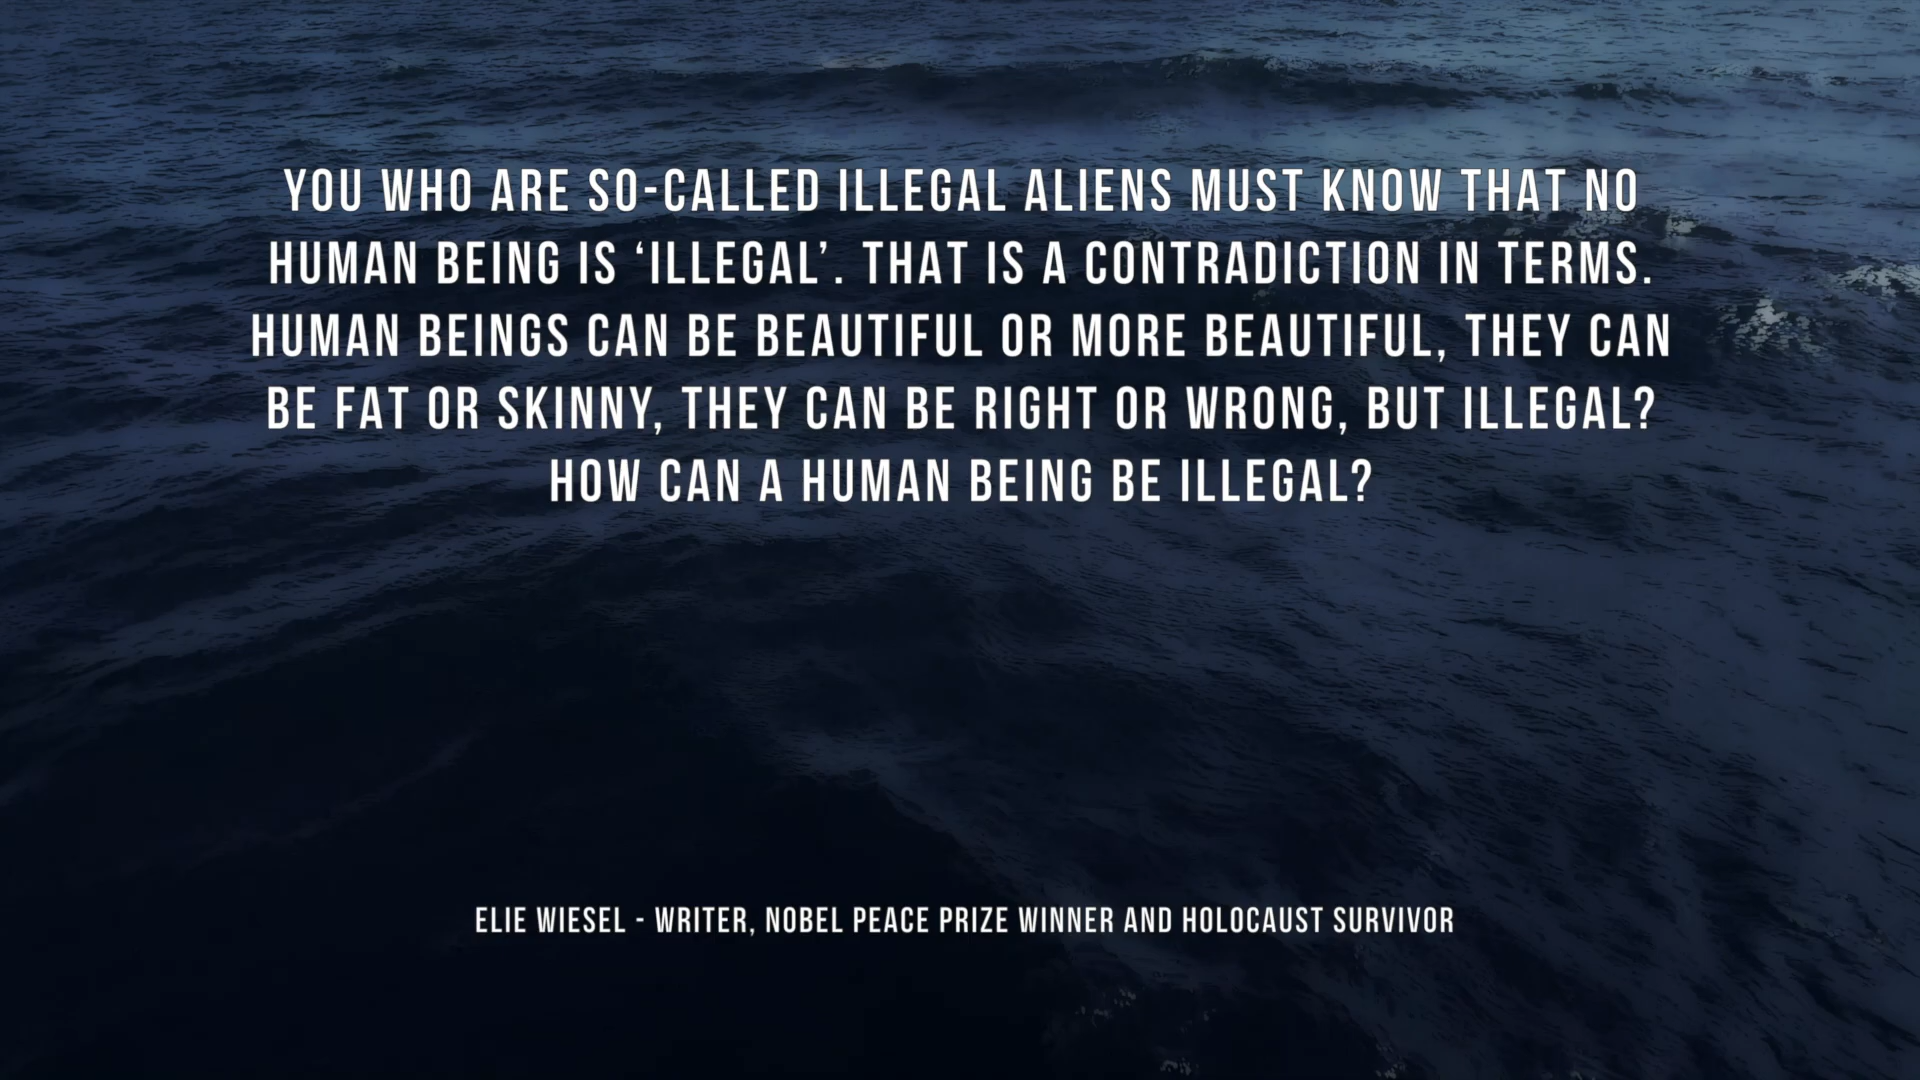 YOU WHO ARE SO-CALLED ILLEGAL ALIENS MUST KNOW THAT NO
HUMAN BEING IS ‘ILLEGAL’. THAT IS A CONTRADICTION IN TERMS.
HUMAN BEINGS CAN BE BEAUTIFUL OR MORE BEAUTIFUL, THEY CAN
BE FAT OR SKINNY, THEY CAN BE RIGHT OR WRONG, BUT ILLEGAL?
HOW CAN A HUMAN BEING BE ILLEGAL?
ELIE WIESEL - WRITER, NOBEL PEACE PRIZE WINNER AND HOLOCAUST SURVIVOR